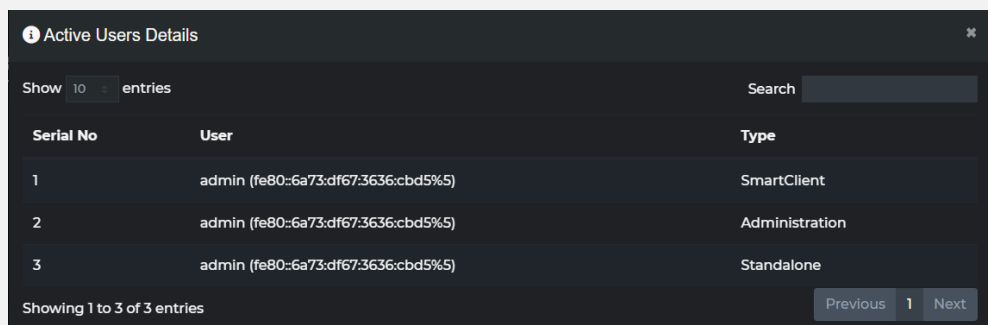 Active Users Details
Show 10 entries Search
Serial No User Type
1 admin (fe80::6a73:df67:3636:cbd5%5) SmartClient
2 admin (fe80::6a73:df67:3636:cbd5%5) Administration
3 admin (fe80::6a73:df67:3636:cbd5%5) Standalone
Showing 1 to 3 of 3 entries Previous 1 Next